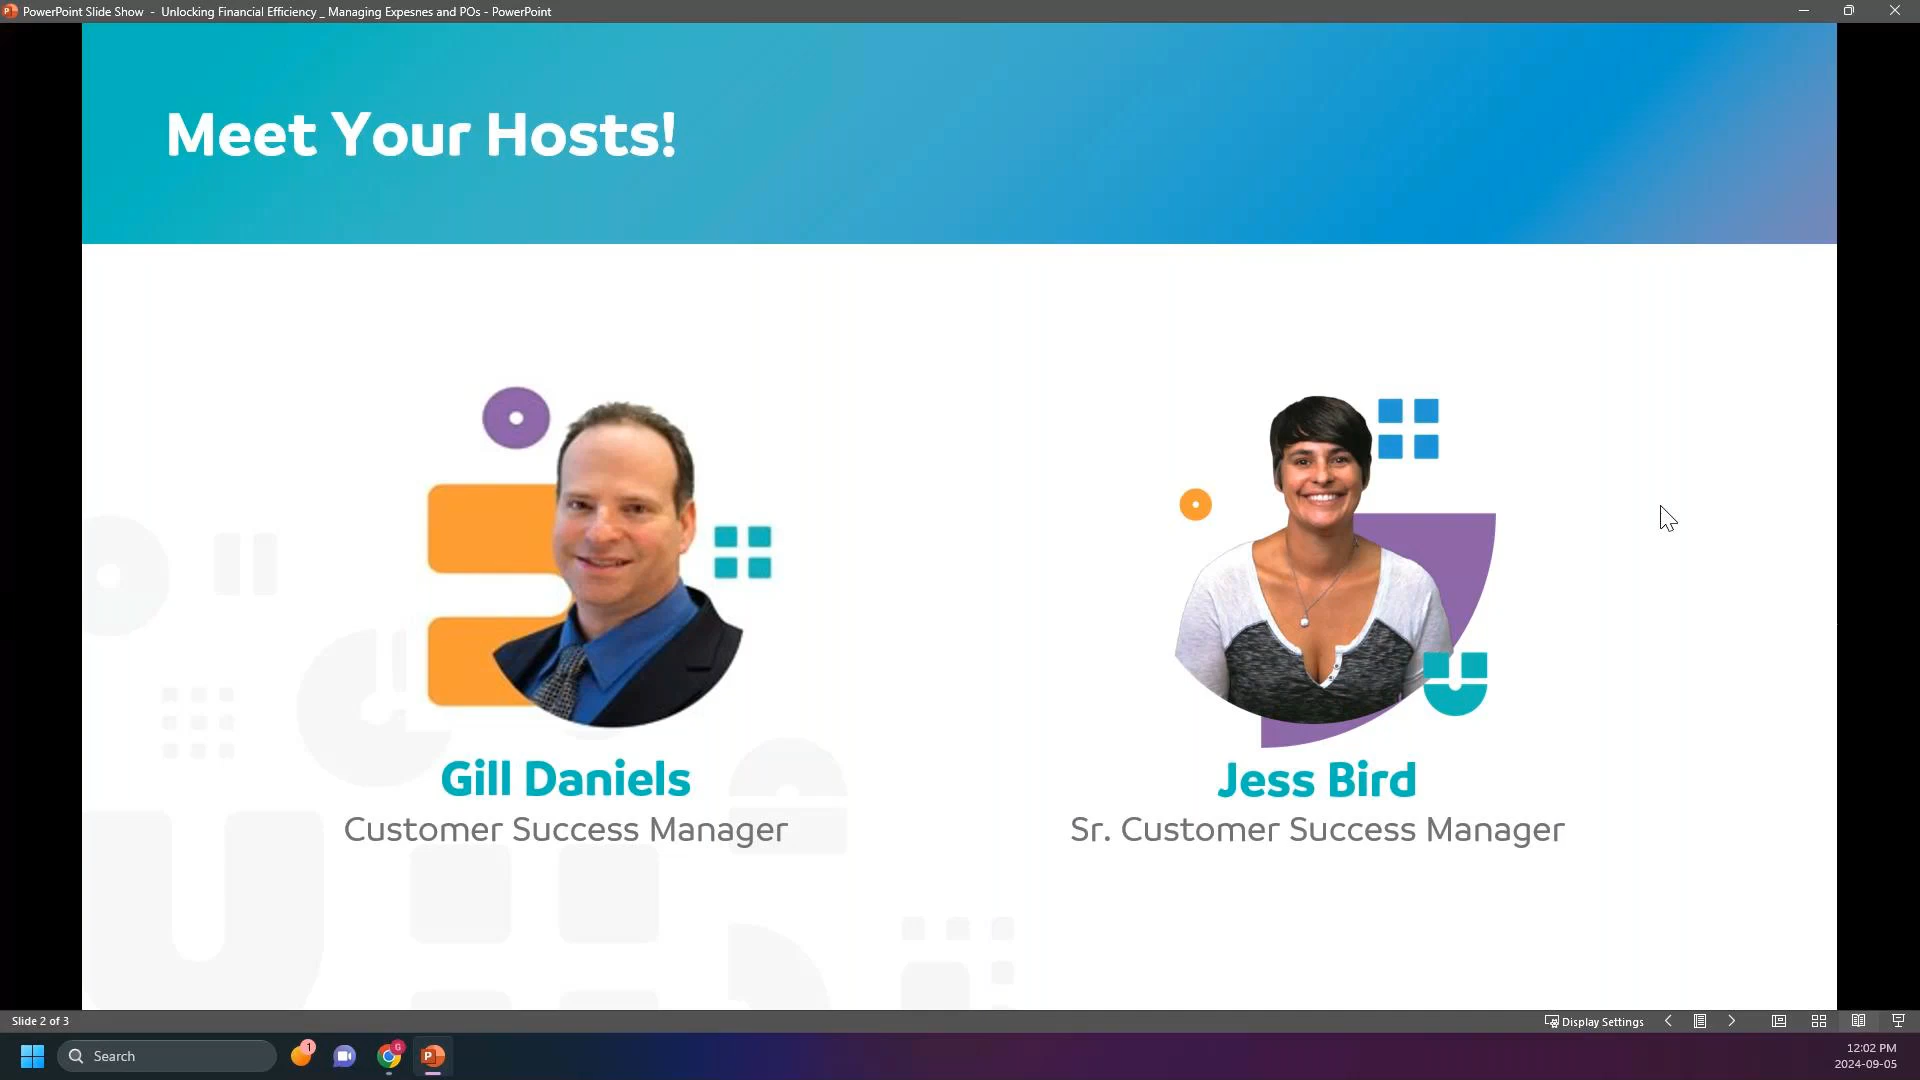 PowerPoint Slide Show - Unlocking Financial Efficiency _ Managing Expesnes and POs - PowerPoint
Meet Your Hosts!
Gill Daniels
Customer Success Manager
Jess Bird
Sr. Customer Success Manager
Slide 2 of 3
Display Settings
Search
1
G
P
12:02 PM
2024-09-05